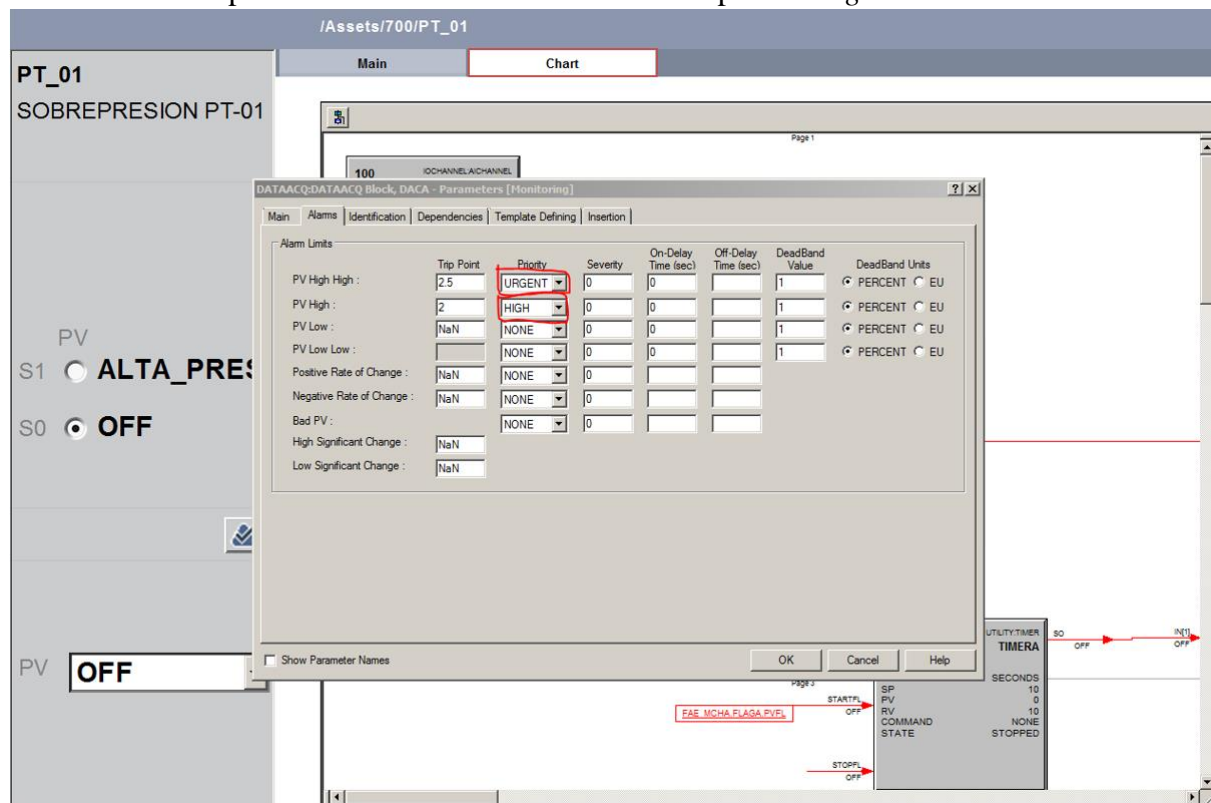 /Assets/700/PT_01
Main Chart
PT_01
SOBREPRESION PT-01
Page 1
100 IOCHANNEL:AICHANNEL
DATAACQ:DATAACQ Block, DACA - Parameters [Monitoring]
Main Alarms Identification Dependencies Template Defining Insertion
Alarm Limits
Trip Point Priority Severity On-Delay Time (sec) Off-Delay Time (sec) DeadBand Value DeadBand Units
PV High High : 2.5 URGENT 0 0 1 PERCENT EU
PV High : 2 HIGH 0 0 1 PERCENT EU
PV Low : NaN NONE 0 0 1 PERCENT EU
PV Low Low : NONE 0 0 1 PERCENT EU
Positive Rate of Change : NaN NONE 0
Negative Rate of Change : NaN NONE 0
Bad PV : NONE 0
High Significant Change : NaN
Low Significant Change : NaN
PV
S1 ALTA_PRES
S0 OFF
Show Parameter Names OK Cancel Help
PV OFF
UTILITY:TIMER
TIMERA
SO
OFF
IN[1]
OFF
SECONDS
Page 3
SP 10
PV 0
RV 10
COMMAND NONE
STATE STOPPED
STARTFL
OFF
FAE_MCHA.FLAGA.PVFL
STOPFL
OFF